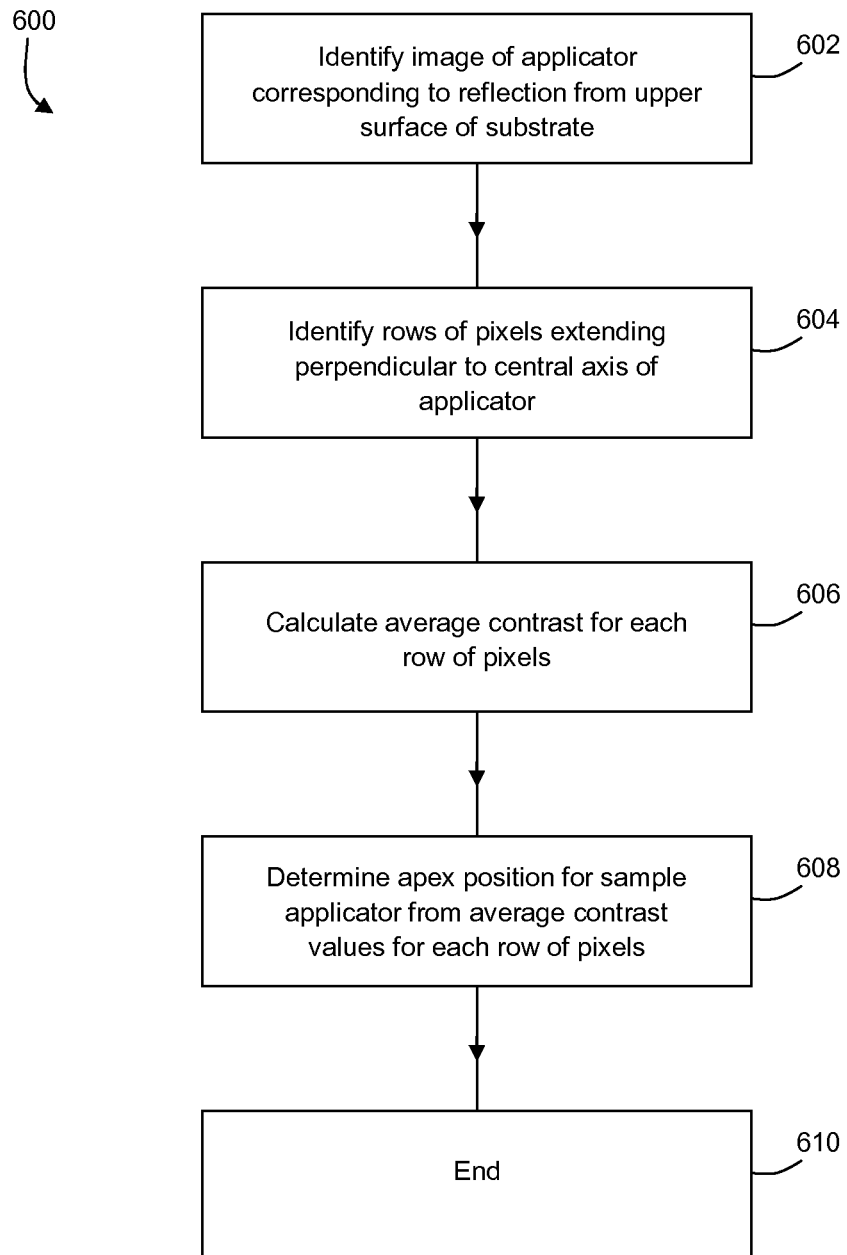 600
602
Identify image of applicator
corresponding to reflection from upper
surface of substrate
604
Identify rows of pixels extending
perpendicular to central axis of
applicator
606
Calculate average contrast for each
row of pixels
608
Determine apex position for sample
applicator from average contrast
values for each row of pixels
610
End